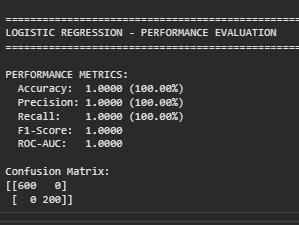 ================================================
LOGISTIC REGRESSION - PERFORMANCE EVALUATION
================================================
PERFORMANCE METRICS:
Accuracy: 1.0000 (100.00%)
Precision: 1.0000 (100.00%)
Recall: 1.0000 (100.00%)
F1-Score: 1.0000
ROC-AUC: 1.0000
Confusion Matrix:
[[600 0]
[ 0 200]]